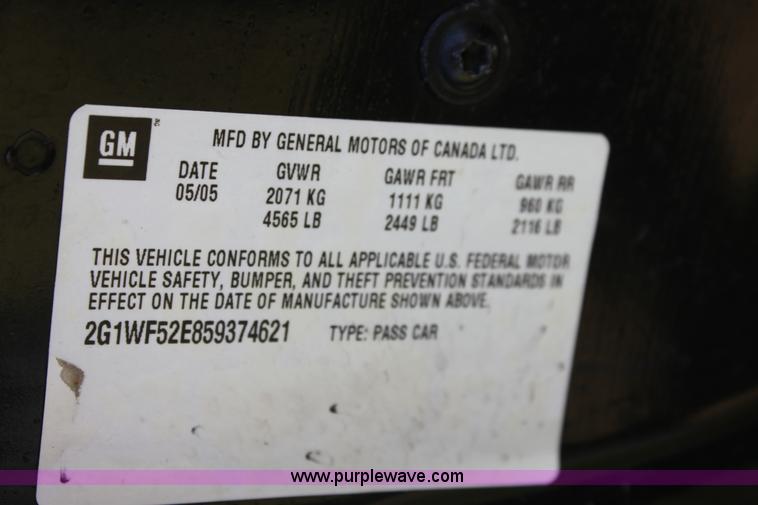 GM
MFD BY GENERAL MOTORS OF CANADA LTD.
DATE GVWR GAWR FRT GAWR RR
05/05 2071 KG 1111 KG 960 KG
4565 LB 2449 LB 2116 LB
THIS VEHICLE CONFORMS TO ALL APPLICABLE U.S. FEDERAL MOTOR
VEHICLE SAFETY, BUMPER, AND THEFT PREVENTION STANDARDS IN
EFFECT ON THE DATE OF MANUFACTURE SHOWN ABOVE.
2G1WF52E859374621 TYPE: PASS CAR
www.purplewave.com